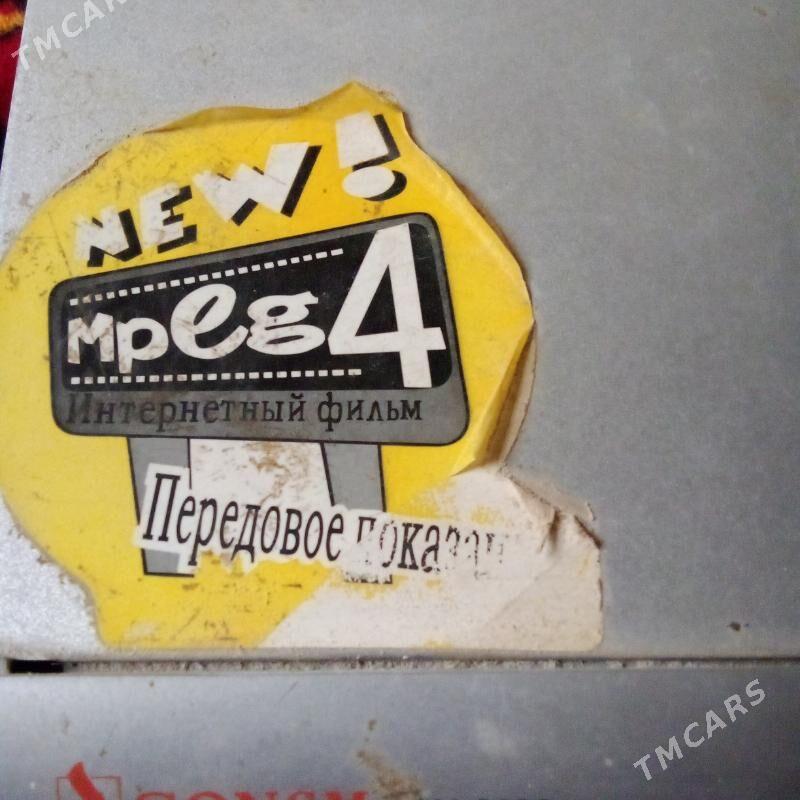 TMCARS
NEW!
mpeg4
Интернетный фильм
Передовое
TMCARS